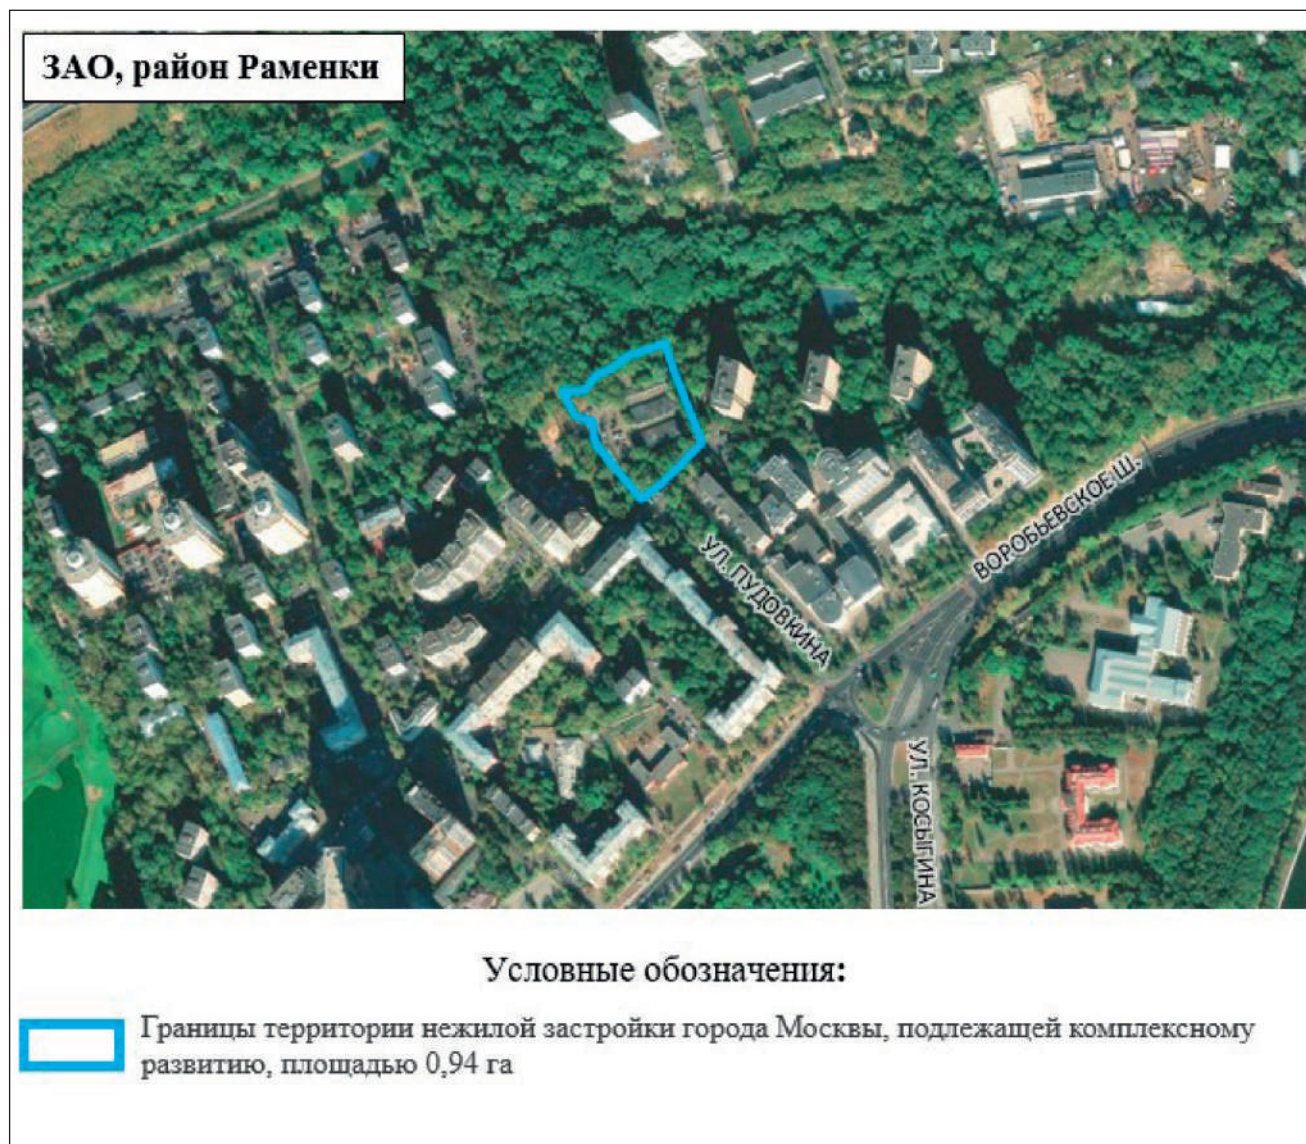 ЗАО, район Раменки
ВОРОБЬЕВСКОЕ Ш.
УЛ. ПУДОВКИНА
УЛ. КОСЫГИНА
Условные обозначения:
Границы территории нежилой застройки города Москвы, подлежащей комплексному
развитию, площадью 0,94 га